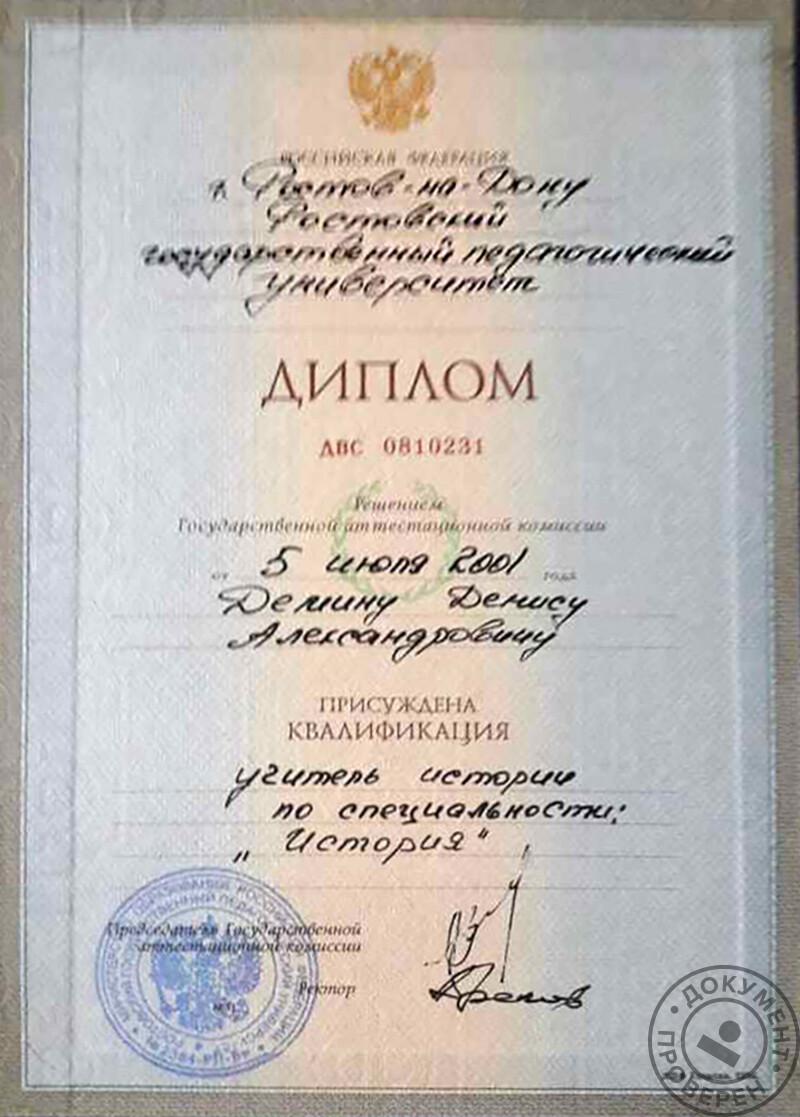 РОССИЙСКАЯ ФЕДЕРАЦИЯ
г. Ростов-на-Дону
Ростовский
государственный педагогический
университет
ДИПЛОМ
ДВС 0810231
Решением
Государственной аттестационной комиссии
от 5 июля 2001 года
Демину Денису
Александровичу
ПРИСУЖДЕНА
КВАЛИФИКАЦИЯ
учитель истории
по специальности:
„История“
Председатель Государственной
аттестационной комиссии
Ректор
М.П.
ДОКУМЕНТ
ПРОВЕРЕН